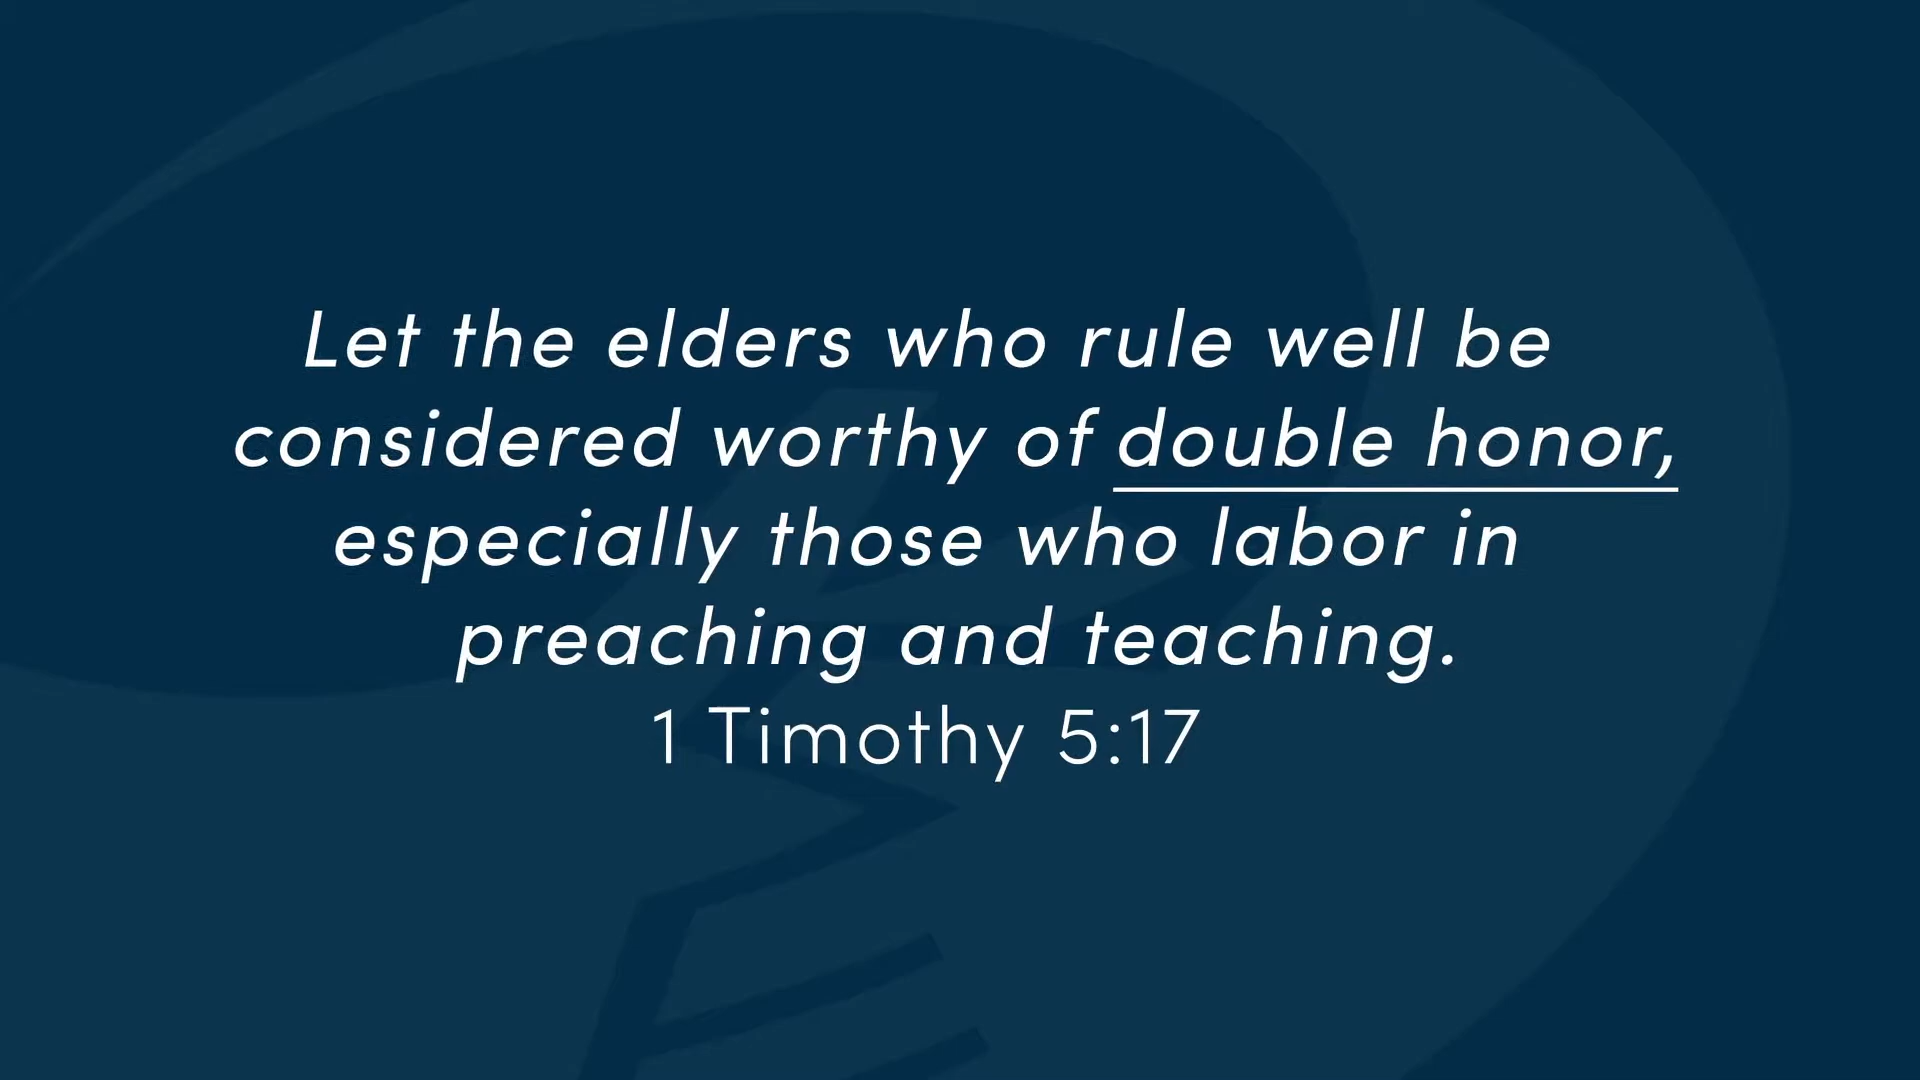 Let the elders who rule well be
considered worthy of double honor,
especially those who labor in
preaching and teaching.
1 Timothy 5:17